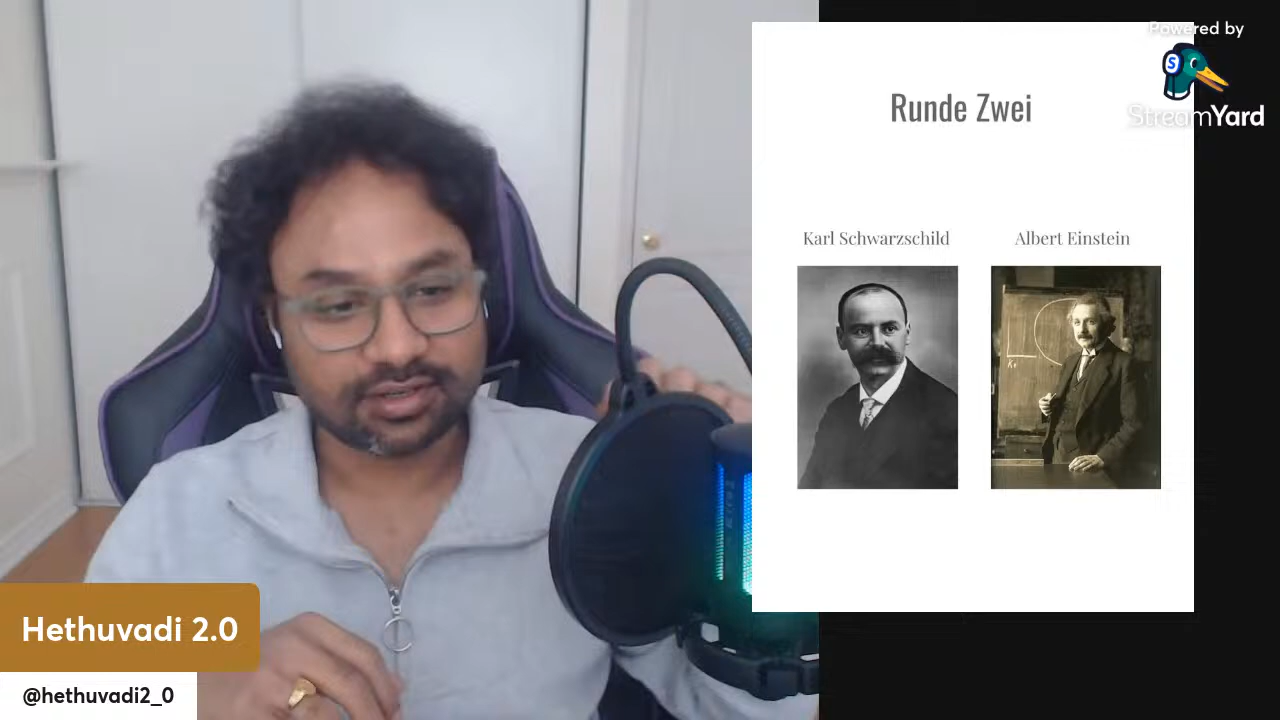 Powered by
StreamYard
Runde Zwei
Karl Schwarzschild
Albert Einstein
Hethuvadi 2.0
@hethuvadi2_0